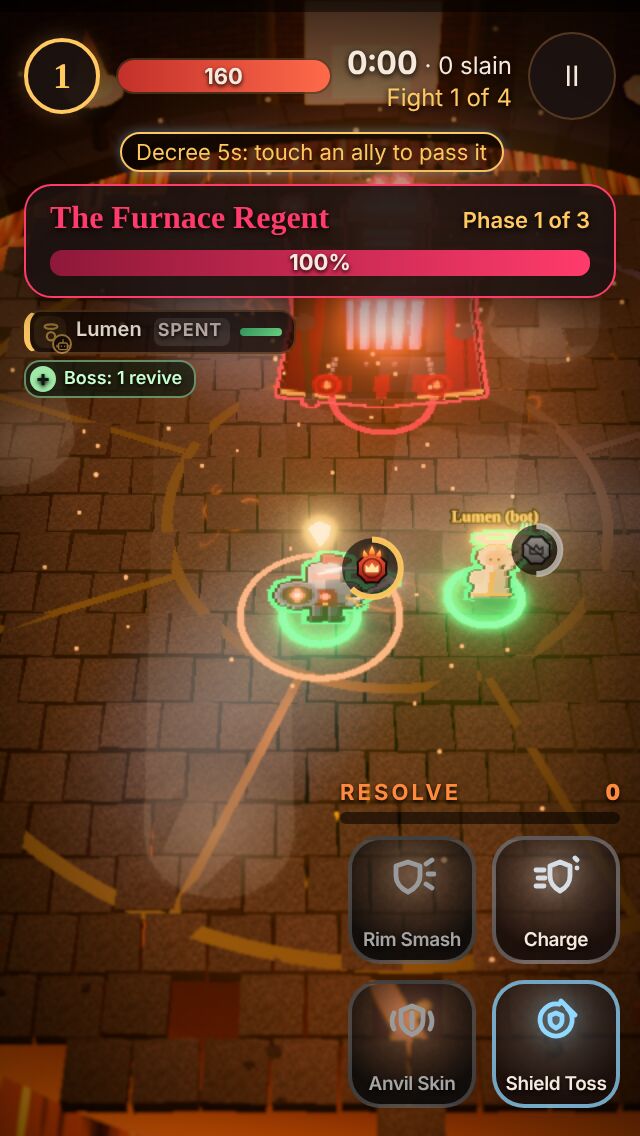 1
160
0:00 · 0 slain
Fight 1 of 4
Decree 5s: touch an ally to pass it
The Furnace Regent
Phase 1 of 3
100%
Lumen SPENT
Boss: 1 revive
Lumen (bot)
RESOLVE 0
Rim Smash
Charge
Anvil Skin
Shield Toss